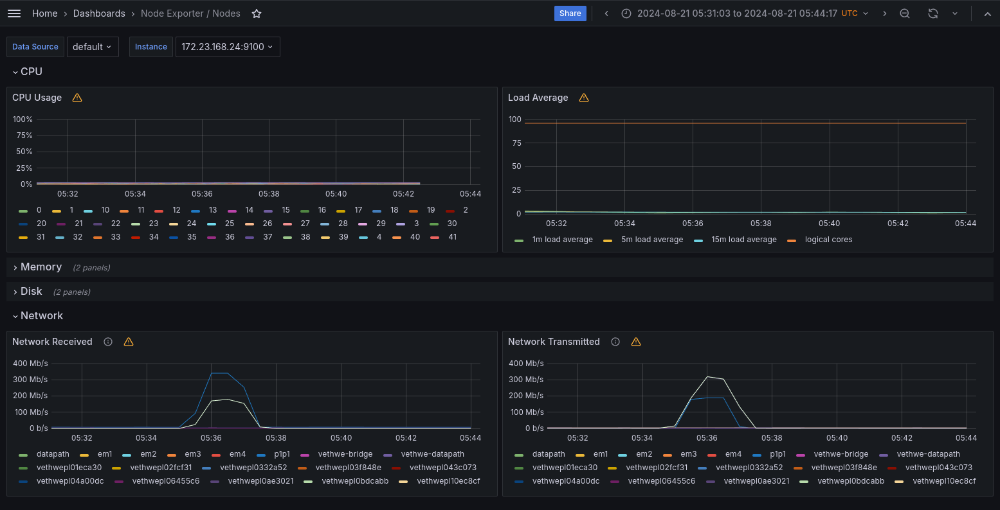 Home › Dashboards › Node Exporter / Nodes Share 2024-08-21 05:31:03 to 2024-08-21 05:44:17 UTC
Data Source default Instance 172.23.168.24:9100
CPU
CPU Usage
100%
75%
50%
25%
0%
05:32 05:34 05:36 05:38 05:40 05:42 05:44
0 1 10 11 12 13 14 15 16 17 18 19 2
20 21 22 23 24 25 26 27 28 29 3 30
31 32 33 34 35 36 37 38 39 4 40 41
Load Average
100
75
50
25
0
05:32 05:34 05:36 05:38 05:40 05:42 05:44
1m load average 5m load average 15m load average logical cores
Memory (2 panels)
Disk (2 panels)
Network
Network Received
400 Mb/s
300 Mb/s
200 Mb/s
100 Mb/s
0 b/s
05:32 05:34 05:36 05:38 05:40 05:42 05:44
datapath em1 em2 em3 em4 p1p1 vethwe-bridge vethwe-datapath
vethwepl01eca30 vethwepl02fcf31 vethwepl0332a52 vethwepl03f848e vethwepl043c073
vethwepl04a00dc vethwepl06455c6 vethwepl0ae3021 vethwepl0bdcabb vethwepl10ec8cf
Network Transmitted
400 Mb/s
300 Mb/s
200 Mb/s
100 Mb/s
0 b/s
05:32 05:34 05:36 05:38 05:40 05:42 05:44
datapath em1 em2 em3 em4 p1p1 vethwe-bridge vethwe-datapath
vethwepl01eca30 vethwepl02fcf31 vethwepl0332a52 vethwepl03f848e vethwepl043c073
vethwepl04a00dc vethwepl06455c6 vethwepl0ae3021 vethwepl0bdcabb vethwepl10ec8cf